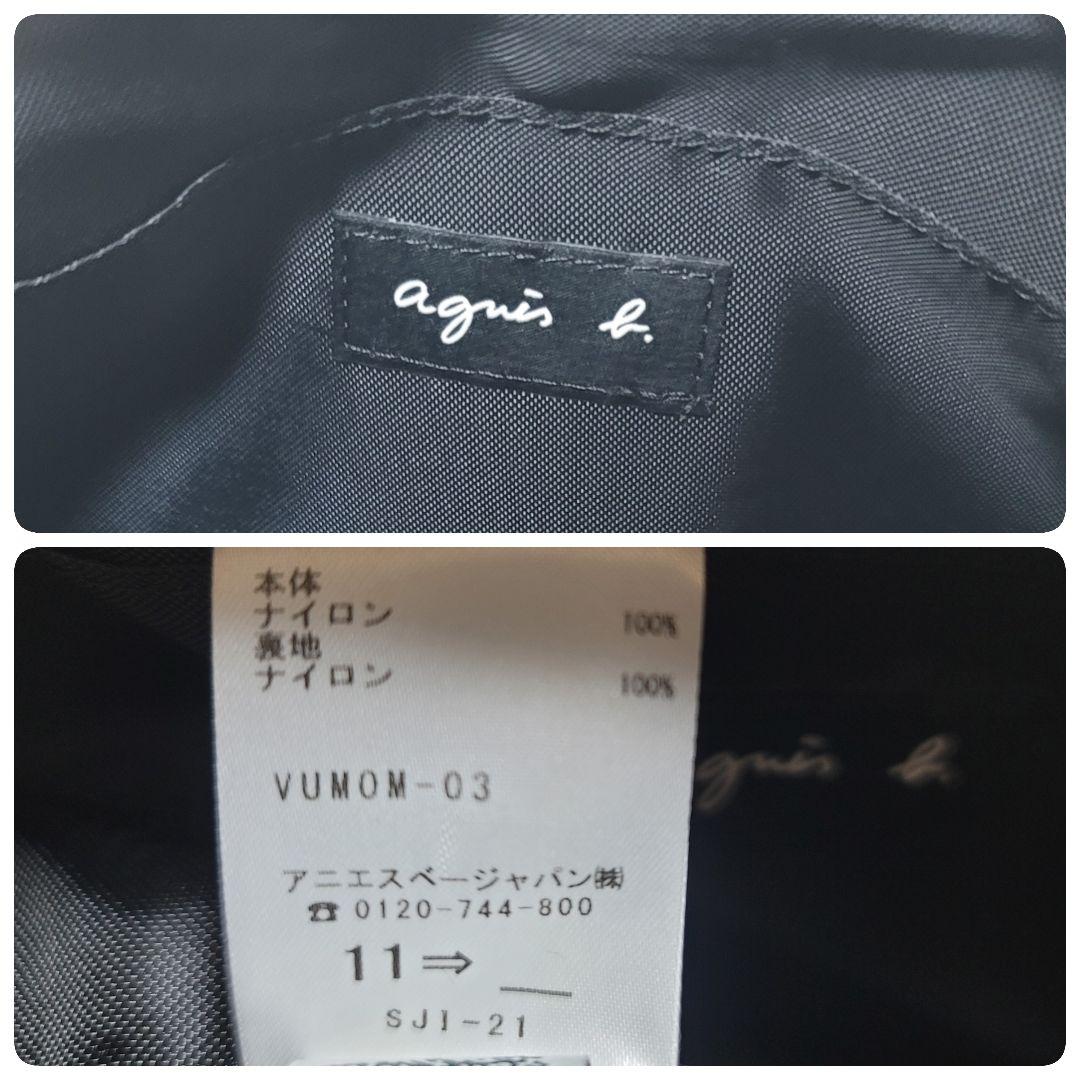 agnès b.
本体
ナイロン 100%
裏地
ナイロン 100%
VUMOM-03
gnès b.
アニエスベージャパン㈱
☎ 0120-744-800
11⇒
SJI-21